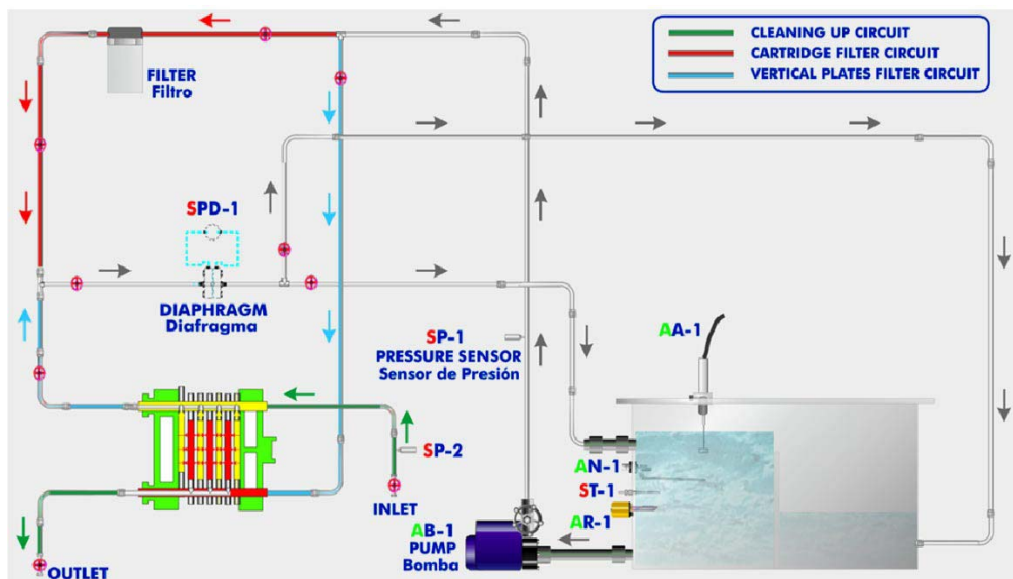 CLEANING UP CIRCUIT
CARTRIDGE FILTER CIRCUIT
VERTICAL PLATES FILTER CIRCUIT
FILTER
Filtro
SPD-1
DIAPHRAGM
Diafragma
SP-1
PRESSURE SENSOR
Sensor de Presión
AA-1
SP-2
AN-1
ST-1
AR-1
INLET
AB-1
PUMP
Bomba
OUTLET